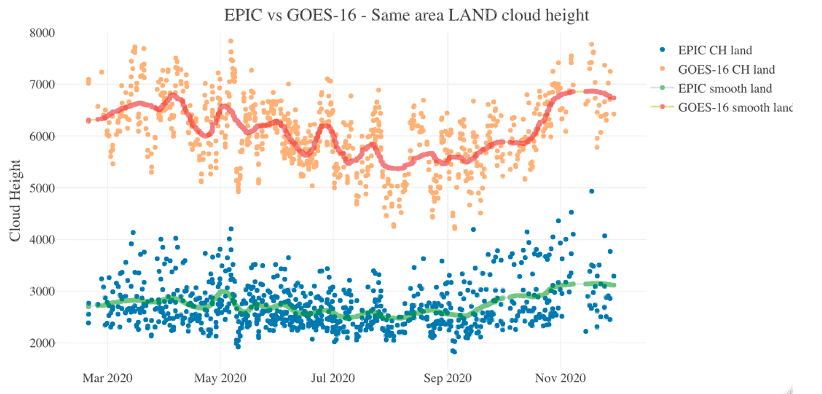 EPIC vs GOES-16 - Same area LAND cloud height
8000
7000
6000
5000
4000
3000
2000
Cloud Height
Mar 2020
May 2020
Jul 2020
Sep 2020
Nov 2020
EPIC CH land
GOES-16 CH land
EPIC smooth land
GOES-16 smooth land